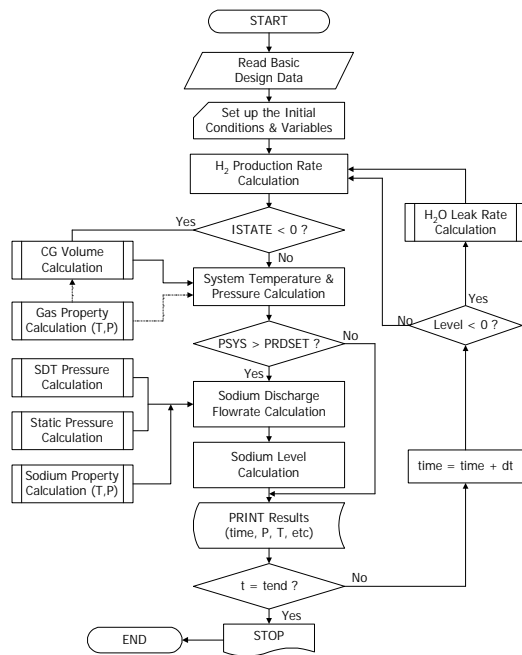 START
Read Basic
Design Data
Set up the Initial
Conditions & Variables
H₂ Production Rate
Calculation
Yes
ISTATE < 0 ?
H₂O Leak Rate
Calculation
CG Volume
Calculation
No
System Temperature &
Pressure Calculation
Gas Property
Calculation (T,P)
Yes
No
Level < 0 ?
PSYS > PRDSET ?
No
SDT Pressure
Calculation
Yes
Sodium Discharge
Flowrate Calculation
Static Pressure
Calculation
Sodium Level
Calculation
Sodium Property
Calculation (T,P)
time = time + dt
PRINT Results
(time, P, T, etc)
t = tend ?
No
Yes
END
STOP